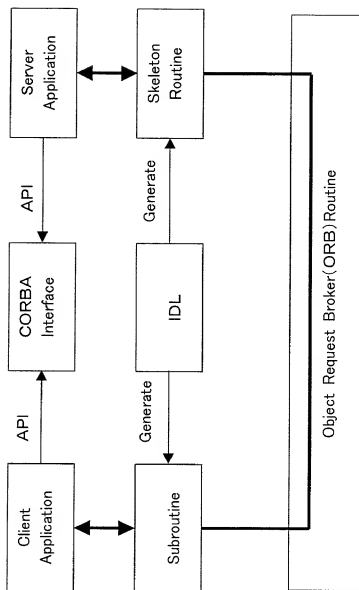 Client
Application
API
CORBA
Interface
API
Server
Application
Subroutine
Generate
IDL
Generate
Skeleton
Routine
Object Request Broker(ORB)Routine